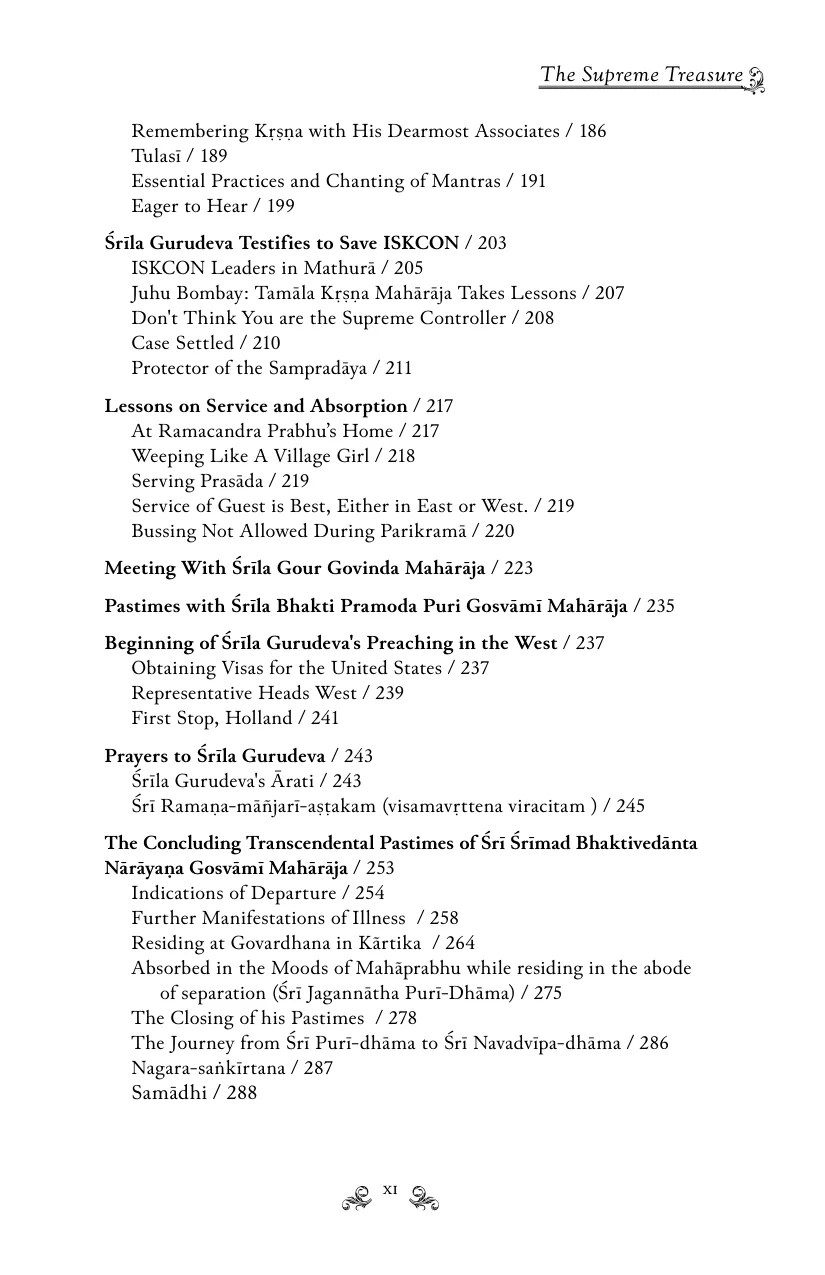 The Supreme Treasure
Remembering Kṛṣṇa with His Dearmost Associates / 186
Tulasī / 189
Essential Practices and Chanting of Mantras / 191
Eager to Hear / 199
Śrīla Gurudeva Testifies to Save ISKCON / 203
ISKCON Leaders in Mathurā / 205
Juhu Bombay: Tamāla Kṛṣṇa Mahārāja Takes Lessons / 207
Don't Think You are the Supreme Controller / 208
Case Settled / 210
Protector of the Sampradāya / 211
Lessons on Service and Absorption / 217
At Ramacandra Prabhu’s Home / 217
Weeping Like A Village Girl / 218
Serving Prasāda / 219
Service of Guest is Best, Either in East or West. / 219
Bussing Not Allowed During Parikramā / 220
Meeting With Śrīla Gour Govinda Mahārāja / 223
Pastimes with Śrīla Bhakti Pramoda Puri Gosvāmī Mahārāja / 235
Beginning of Śrīla Gurudeva's Preaching in the West / 237
Obtaining Visas for the United States / 237
Representative Heads West / 239
First Stop, Holland / 241
Prayers to Śrīla Gurudeva / 243
Śrīla Gurudeva's Ārati / 243
Śrī Ramaṇa-māñjarī-aṣṭakam (visamavṛttena viracitam ) / 245
The Concluding Transcendental Pastimes of Śrī Śrīmad Bhaktivedānta
Nārāyaṇa Gosvāmī Mahārāja / 253
Indications of Departure / 254
Further Manifestations of Illness / 258
Residing at Govardhana in Kãrtika / 264
Absorbed in the Moods of Mahãprabhu while residing in the abode
of separation (Śrī Jagannātha Purī-Dhāma) / 275
The Closing of his Pastimes / 278
The Journey from Śrī Purī-dhāma to Śrī Navadvīpa-dhāma / 286
Nagara-saṅkīrtana / 287
Samādhi / 288
XI